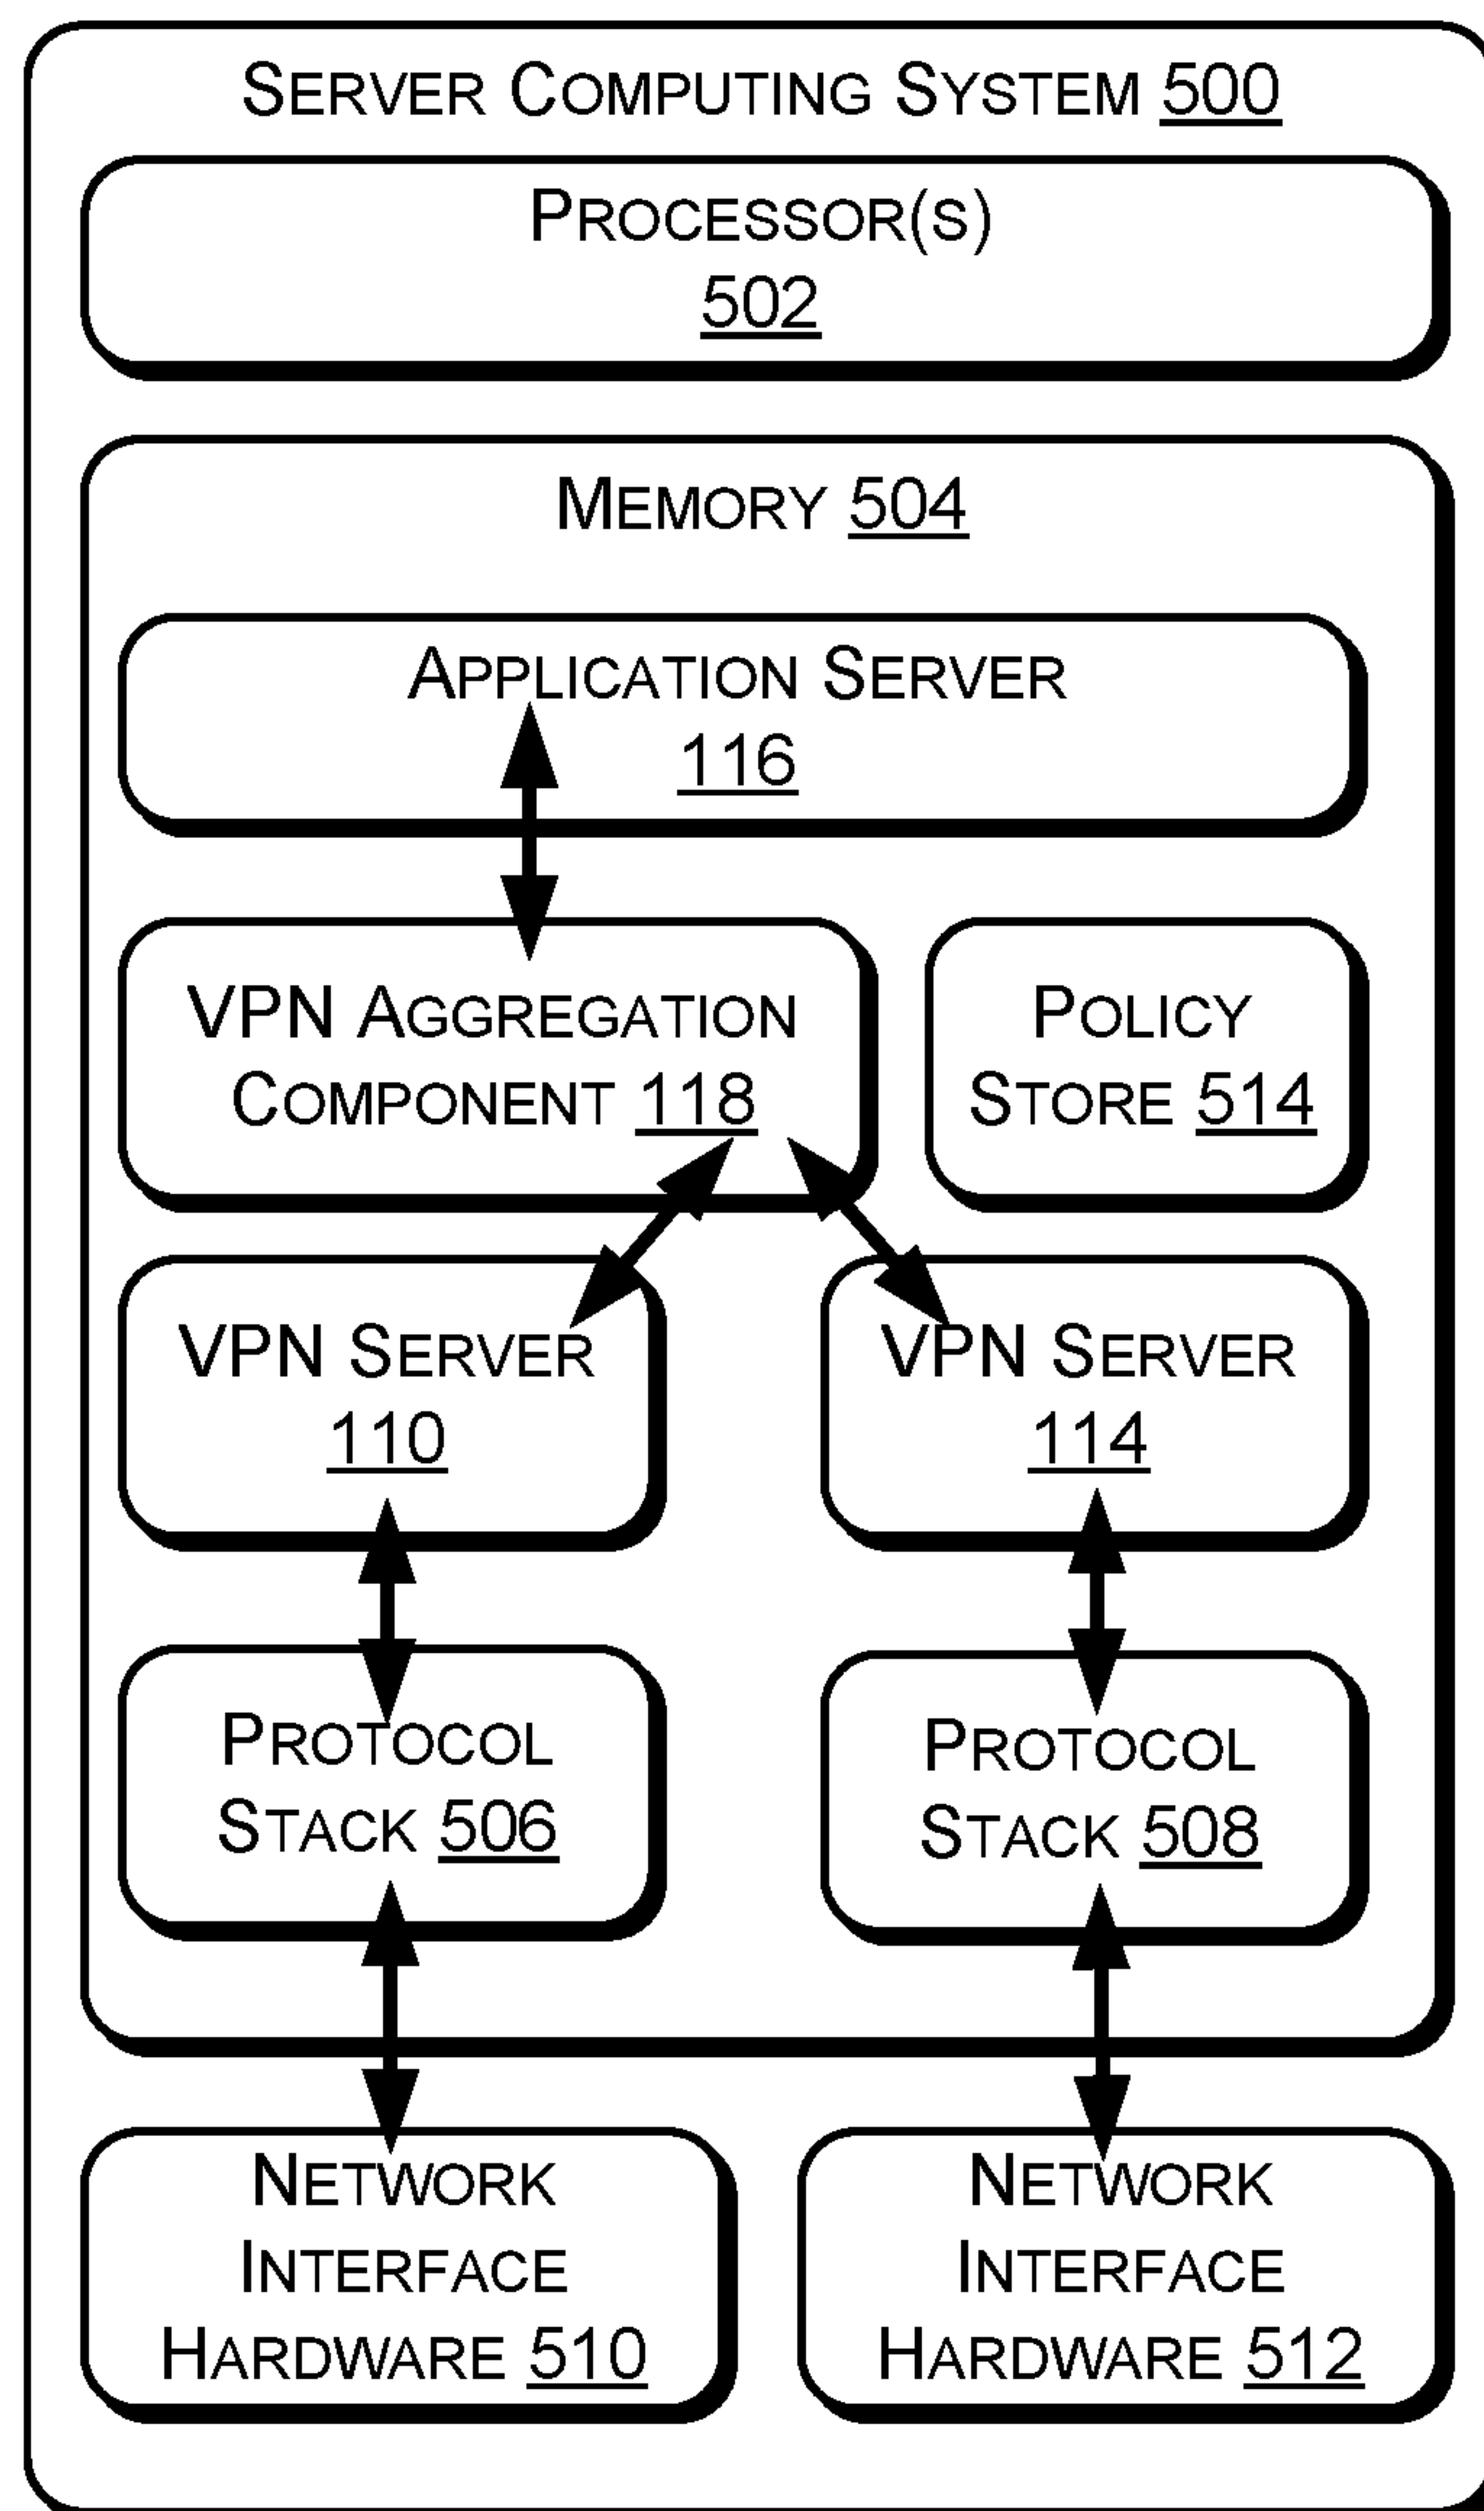 SERVER COMPUTING SYSTEM 500
PROCESSOR(S)
502
MEMORY 504
APPLICATION SERVER
116
VPN AGGREGATION
COMPONENT 118
POLICY
STORE 514
VPN SERVER
110
VPN SERVER
114
PROTOCOL
STACK 506
PROTOCOL
STACK 508
NETWORK
INTERFACE
HARDWARE 510
NETWORK
INTERFACE
HARDWARE 512